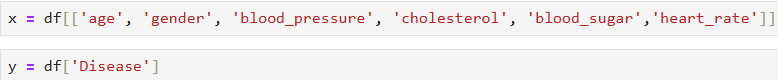 x = df[['age', 'gender', 'blood_pressure', 'cholesterol', 'blood_sugar','heart_rate']]
y = df['Disease']